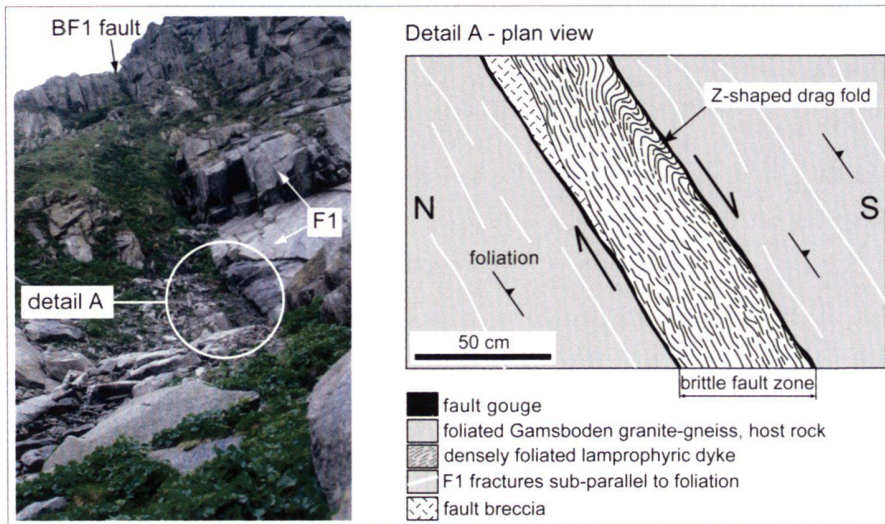 BF1 fault
F1
detail A
Detail A - plan view
Z-shaped drag fold
N
S
foliation
50 cm
brittle fault zone
fault gouge
foliated Gamsboden granite-gneiss, host rock
densely foliated lamprophyric dyke
F1 fractures sub-parallel to foliation
fault breccia